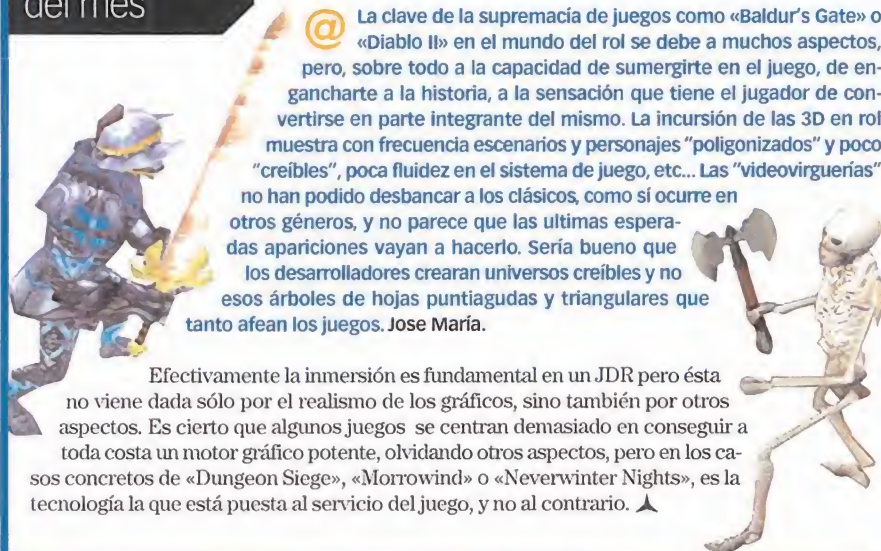 del mes
@ La clave de la supremacía de juegos como «Baldur's Gate» o
«Diablo II» en el mundo del rol se debe a muchos aspectos,
pero, sobre todo a la capacidad de sumergirte en el juego, de en-
gancharte a la historia, a la sensación que tiene el jugador de con-
vertirse en parte integrante del mismo. La incursión de las 3D en rol
muestra con frecuencia escenarios y personajes "poligonizados" y poco
"creíbles", poca fluidez en el sistema de juego, etc... Las "videovirguerías"
no han podido desbancar a los clásicos, como sí ocurre en
otros géneros, y no parece que las ultimas espera-
das apariciones vayan a hacerlo. Sería bueno que
los desarrolladores crearan universos creíbles y no
esos árboles de hojas puntiagudas y triangulares que
tanto afean los juegos. Jose María.
Efectivamente la inmersión es fundamental en un JDR pero ésta
no viene dada sólo por el realismo de los gráficos, sino también por otros
aspectos. Es cierto que algunos juegos se centran demasiado en conseguir a
toda costa un motor gráfico potente, olvidando otros aspectos, pero en los ca-
sos concretos de «Dungeon Siege», «Morrowind» o «Neverwinter Nights», es la
tecnología la que está puesta al servicio del juego, y no al contrario.